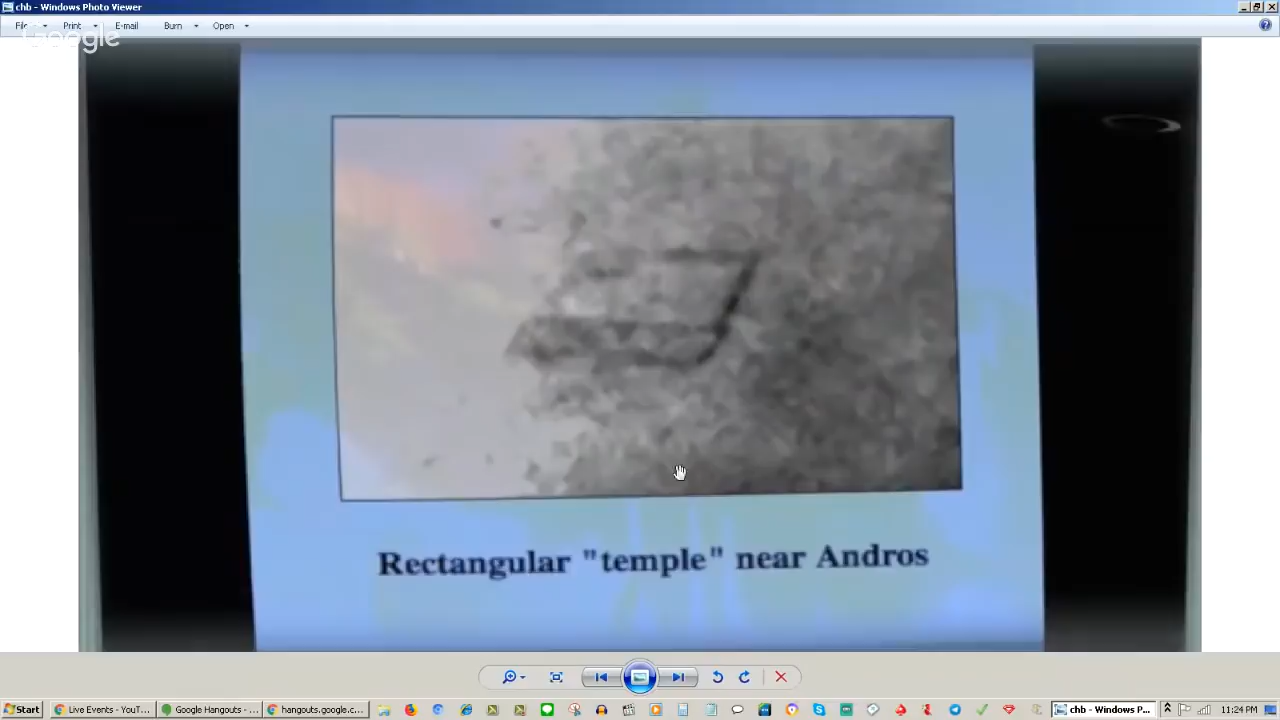 chb - Windows Photo Viewer
File Print E-mail Burn Open
Google
Rectangular "temple" near Andros
Start
Live Events - YouT...
Google Hangouts - ...
hangouts.google.c...
chb - Windows P...
11:24 PM